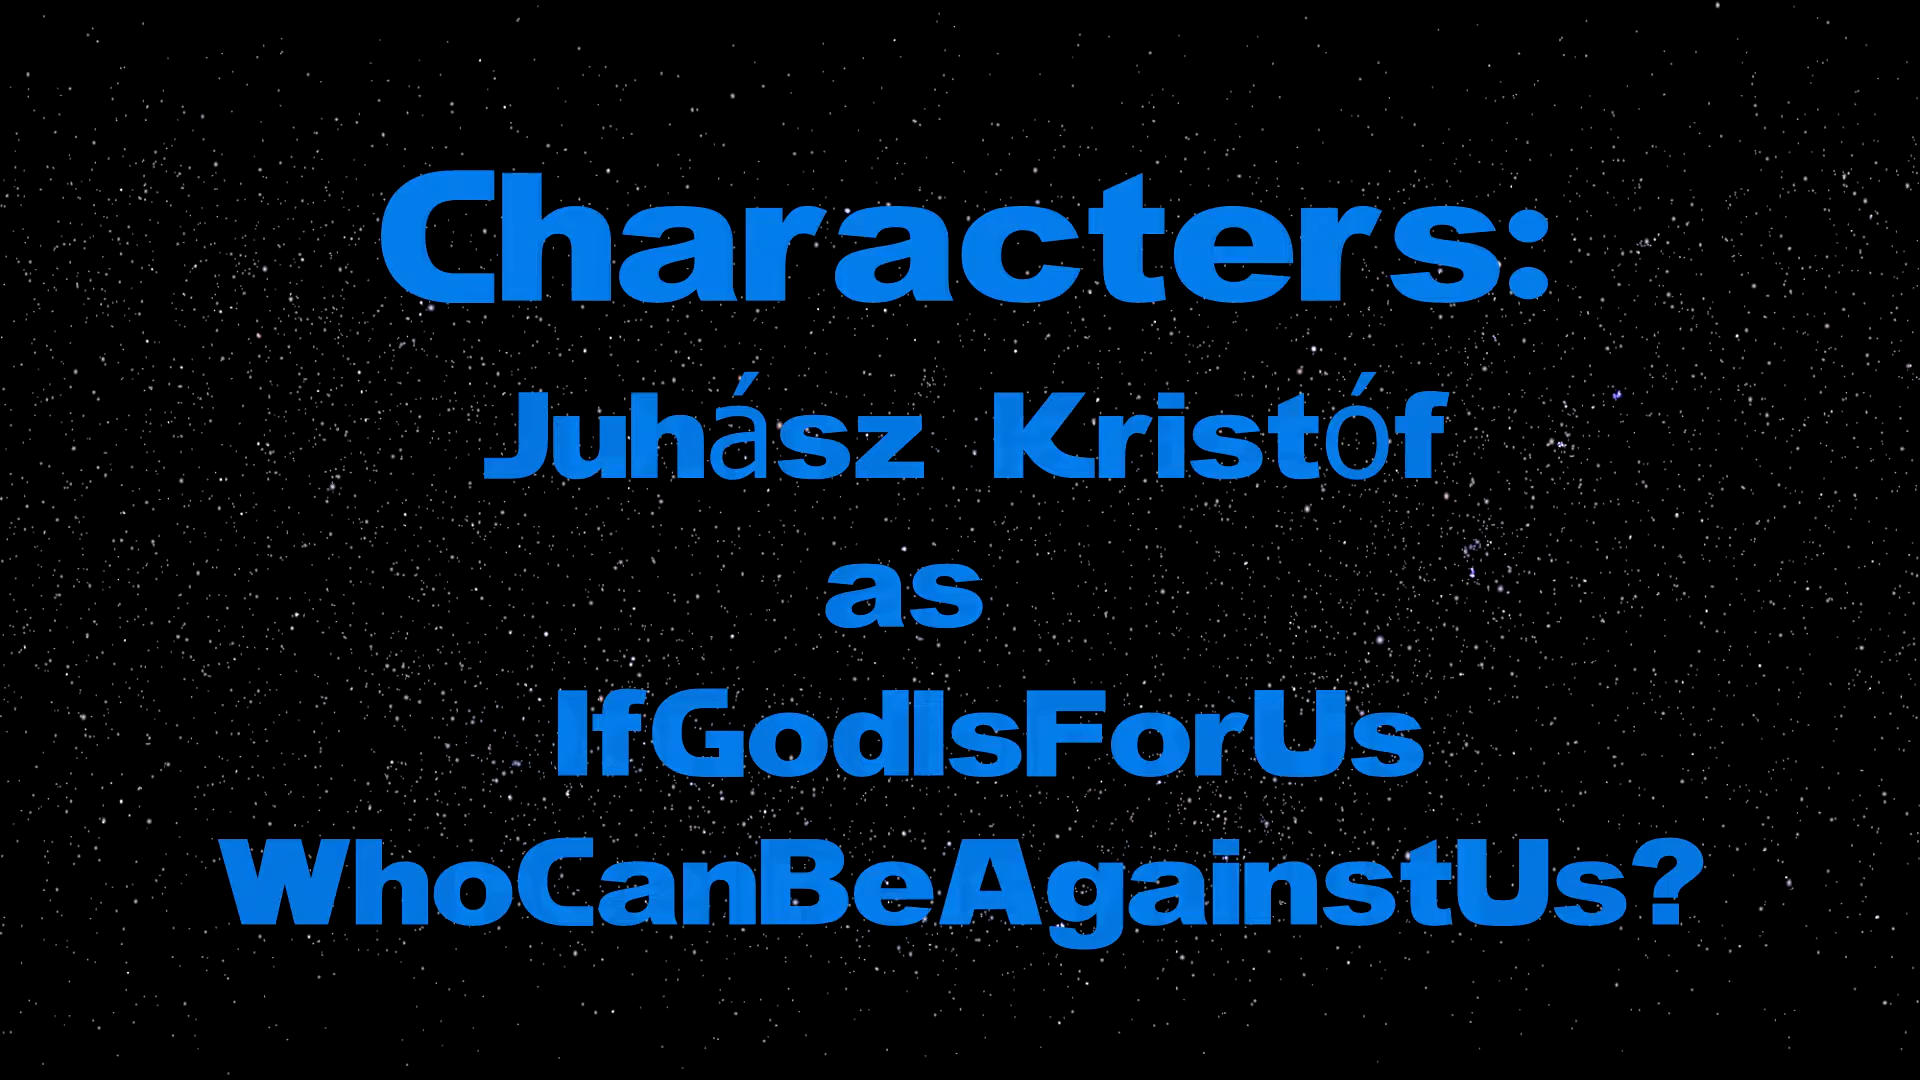 Characters:
Juhász Kristóf
as
IfGodIsForUs
WhoCanBeAgainstUs?